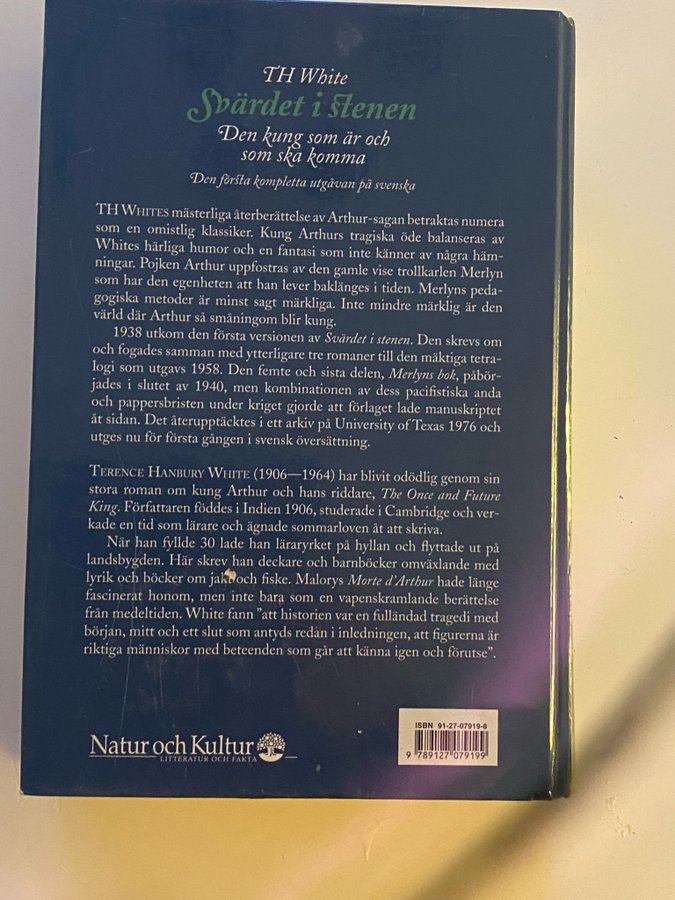 TH White
Svärdet i stenen
Den kung som är och
som ska komma
Den första kompletta utgåvan på svenska
TH WHITES mästerliga återberättelse av Arthur-sagan betraktas numera
som en omistlig klassiker. Kung Arthurs tragiska öde balanseras av
Whites härliga humor och en fantasi som inte känner av några häm-
ningar. Pojken Arthur uppfostras av den gamle vise trollkarlen Merlyn
som har den egenheten att han lever baklänges i tiden. Merlyns peda-
gogiska metoder är minst sagt märkliga. Inte mindre märklig är den
värld där Arthur så småningom blir kung.
1938 utkom den första versionen av Svärdet i stenen. Den skrevs om
och fogades samman med ytterligare tre romaner till den mäktiga tetra-
logi som utgavs 1958. Den femte och sista delen, Merlyns bok, påbör-
jades i slutet av 1940, men kombinationen av dess pacifistiska anda
och pappersbristen under kriget gjorde att förlaget lade manuskriptet
åt sidan. Det återupptäcktes i ett arkiv på University of Texas 1976 och
utges nu för första gången i svensk översättning.
TERENCE HANBURY WHITE (1906—1964) har blivit odödlig genom sin
stora roman om kung Arthur och hans riddare, The Once and Future
King. Författaren föddes i Indien 1906, studerade i Cambridge och ver-
kade en tid som lärare och ägnade sommarloven åt att skriva.
När han fyllde 30 lade han läraryrket på hyllan och flyttade ut på
landsbygden. Här skrev han deckare och barnböcker omväxlande med
lyrik och böcker om jakt och fiske. Malorys Morte d'Arthur hade länge
fascinerat honom, men inte bara som en vapenskramlande berättelse
från medeltiden. White fann ”att historien var en fulländad tragedi med
början, mitt och ett slut som antyds redan i inledningen, att figurerna är
riktiga människor med beteenden som går att känna igen och förutse”.
Natur och Kultur
LITTERATUR OCH FAKTA
ISBN 91-27-07919-8
9 789127 079199